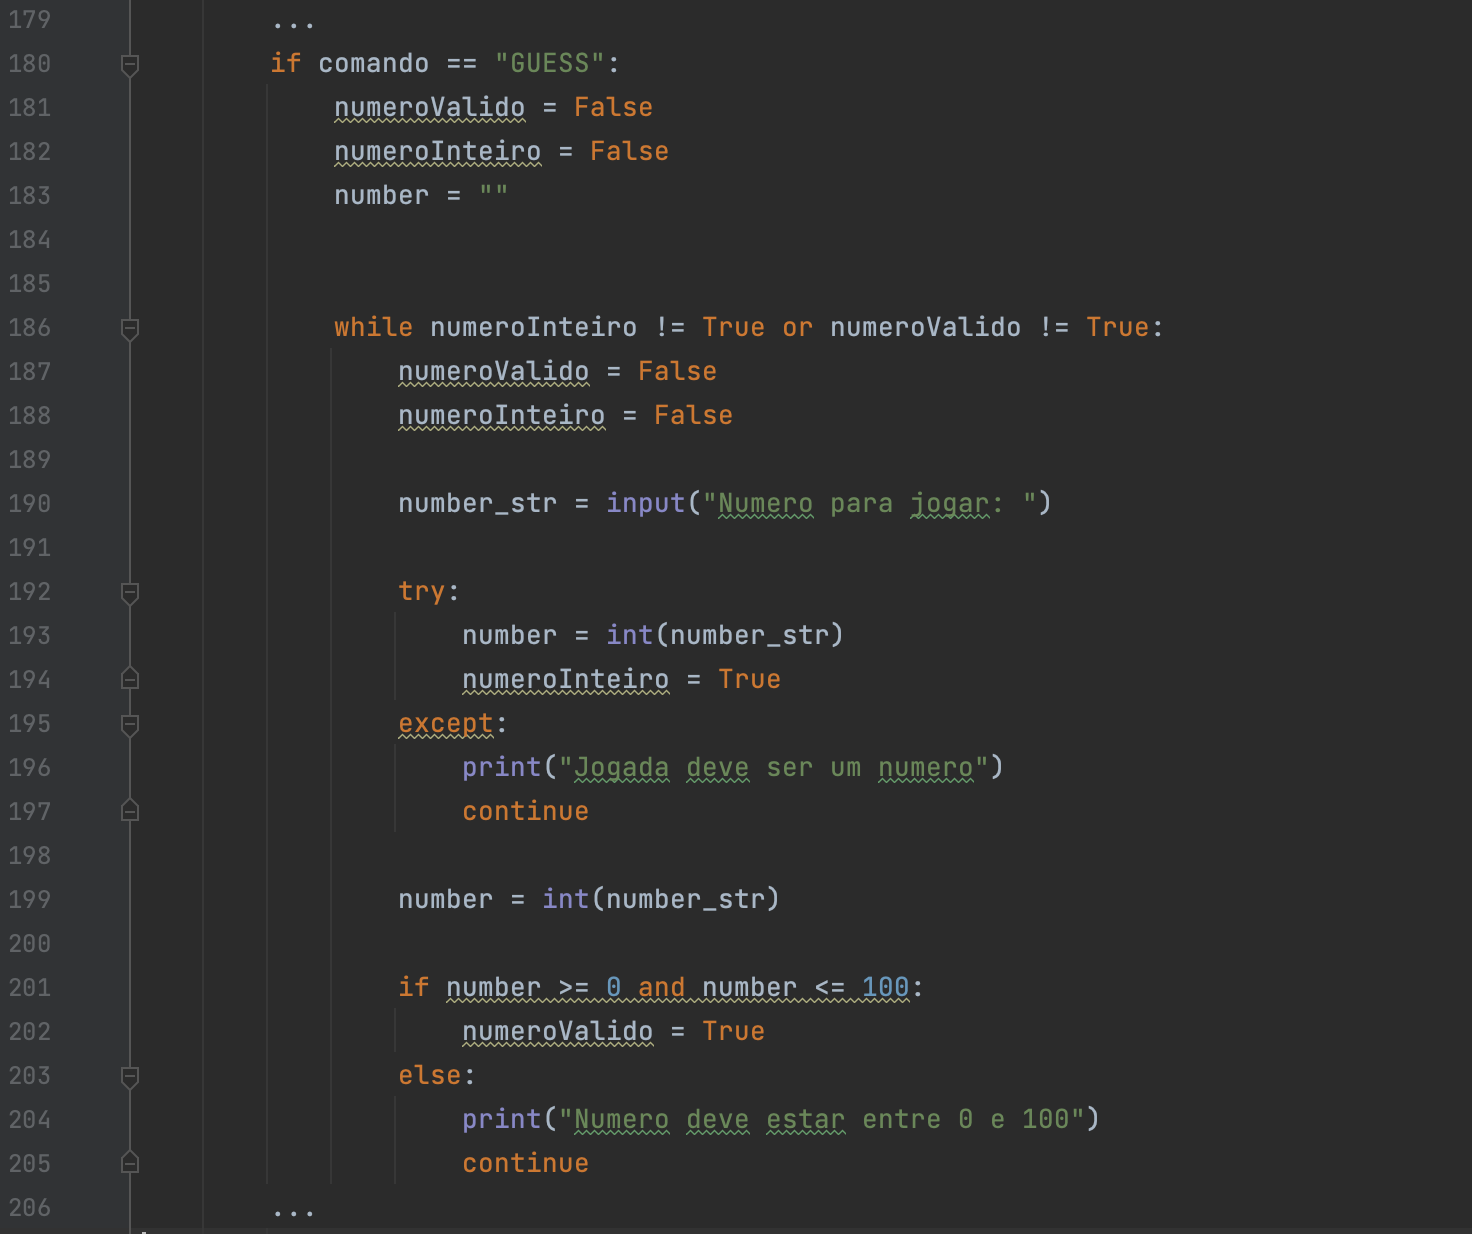 179 ...
180 if comando == "GUESS":
181 numeroValido = False
182 numeroInteiro = False
183 number = ""
184
185
186 while numeroInteiro != True or numeroValido != True:
187 numeroValido = False
188 numeroInteiro = False
189
190 number_str = input("Numero para jogar: ")
191
192 try:
193 number = int(number_str)
194 numeroInteiro = True
195 except:
196 print("Jogada deve ser um numero")
197 continue
198
199 number = int(number_str)
200
201 if number >= 0 and number <= 100:
202 numeroValido = True
203 else:
204 print("Numero deve estar entre 0 e 100")
205 continue
206 ...